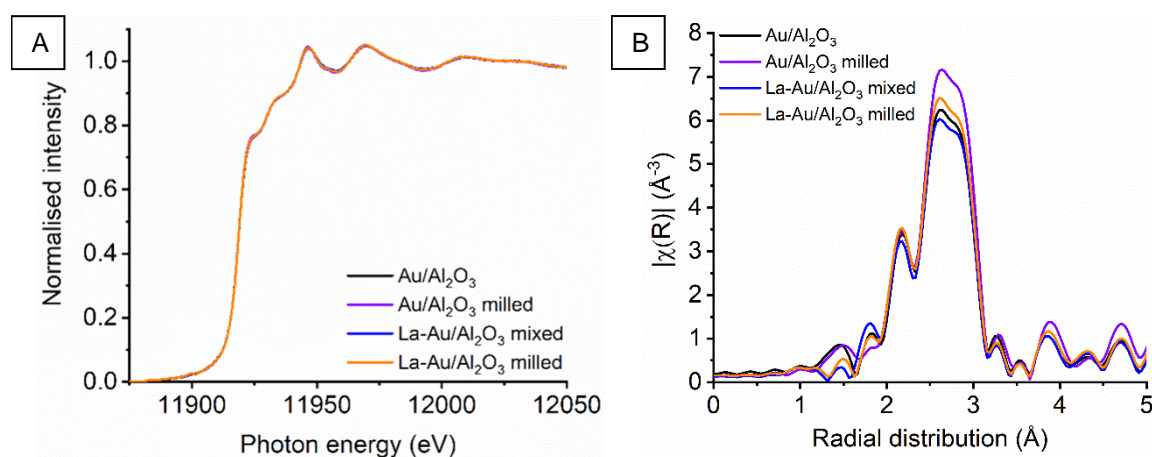 A
Normalised intensity
1.0
0.8
0.6
0.4
0.2
0.0
Au/Al₂O₃
Au/Al₂O₃ milled
La-Au/Al₂O₃ mixed
La-Au/Al₂O₃ milled
11900
11950
12000
12050
Photon energy (eV)
B
|χ(R)| (Å⁻³)
8
7
6
5
4
3
2
1
0
Au/Al₂O₃
Au/Al₂O₃ milled
La-Au/Al₂O₃ mixed
La-Au/Al₂O₃ milled
0
1
2
3
4
5
Radial distribution (Å)